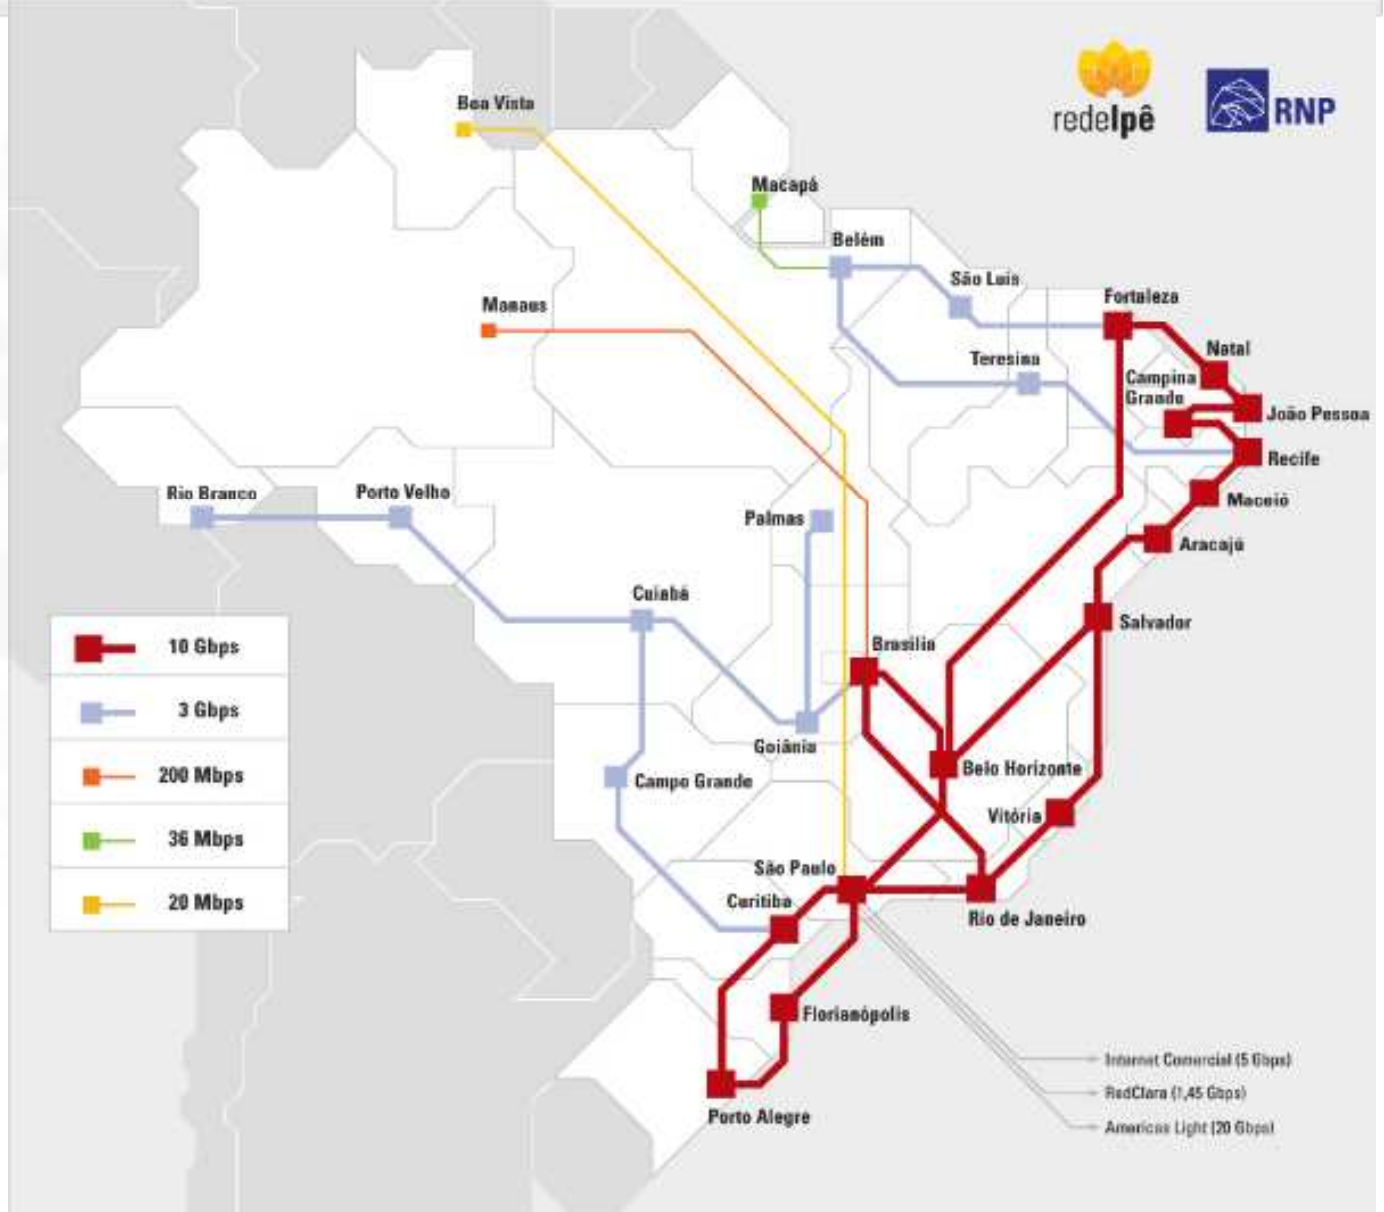 redeIpê
RNP
Boa Vista
Macapá
Belém
São Luís
Manaus
Fortaleza
Natal
Teresina
Campina
Grande
João Pessoa
Recife
Rio Branco
Porto Velho
Maceió
Palmas
Aracajú
Cuiabá
Salvador
10 Gbps
Brasília
3 Gbps
Goiânia
Belo Horizonte
200 Mbps
Campo Grande
Vitória
36 Mbps
São Paulo
20 Mbps
Curitiba
Rio de Janeiro
Florianópolis
Internet Comercial (5 Gbps)
RedClara (1,45 Gbps)
Porto Alegre
Americas Light (20 Gbps)